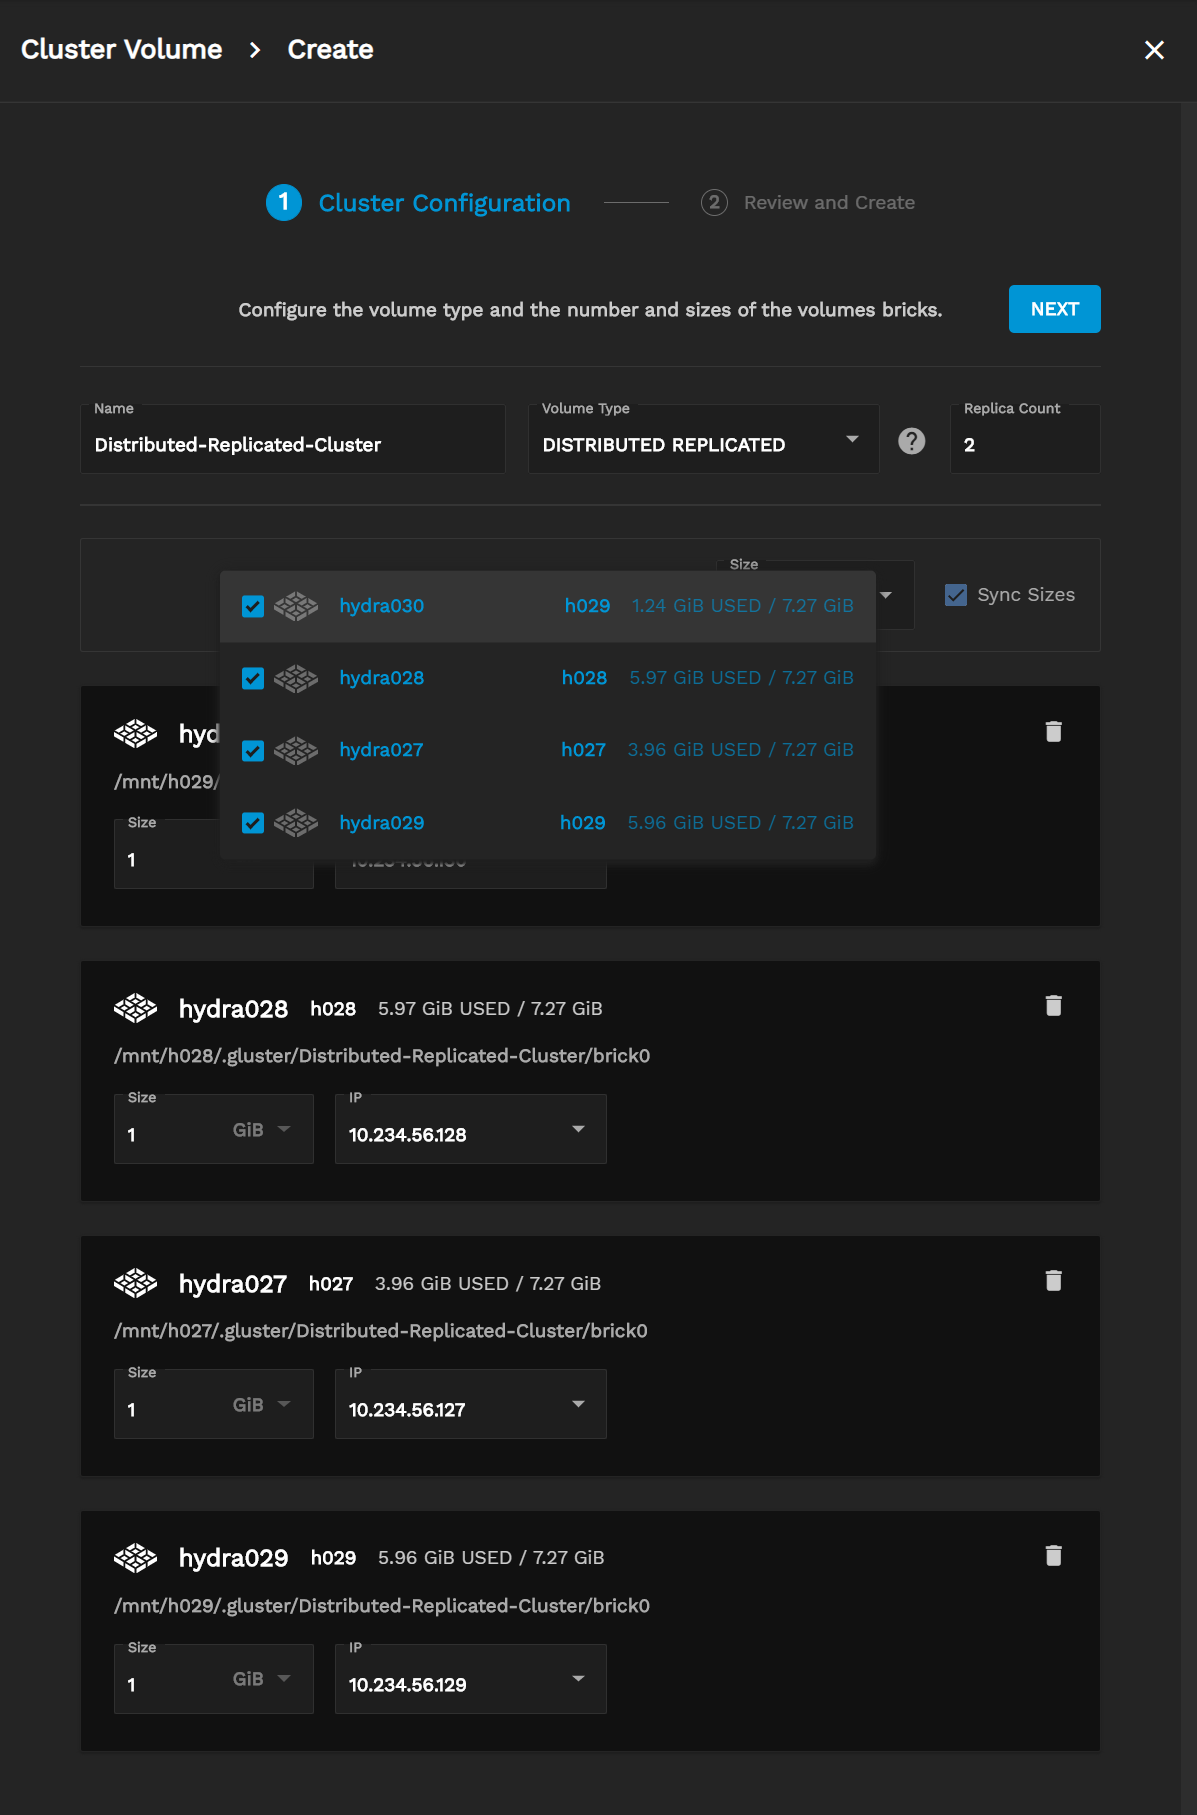 Cluster Volume > Create
1 Cluster Configuration
2 Review and Create
Configure the volume type and the number and sizes of the volumes bricks.
NEXT
Name
Distributed-Replicated-Cluster
Volume Type
DISTRIBUTED REPLICATED
?
Replica Count
2
Size
Sync Sizes
hydra030 h029 1.24 GiB USED / 7.27 GiB
hydra028 h028 5.97 GiB USED / 7.27 GiB
hydra027 h027 3.96 GiB USED / 7.27 GiB
hydra029 h029 5.96 GiB USED / 7.27 GiB
hyd
/mnt/h029/
Size
1
hydra028 h028 5.97 GiB USED / 7.27 GiB
/mnt/h028/.gluster/Distributed-Replicated-Cluster/brick0
Size
1 GiB
IP
10.234.56.128
hydra027 h027 3.96 GiB USED / 7.27 GiB
/mnt/h027/.gluster/Distributed-Replicated-Cluster/brick0
Size
1 GiB
IP
10.234.56.127
hydra029 h029 5.96 GiB USED / 7.27 GiB
/mnt/h029/.gluster/Distributed-Replicated-Cluster/brick0
Size
1 GiB
IP
10.234.56.129